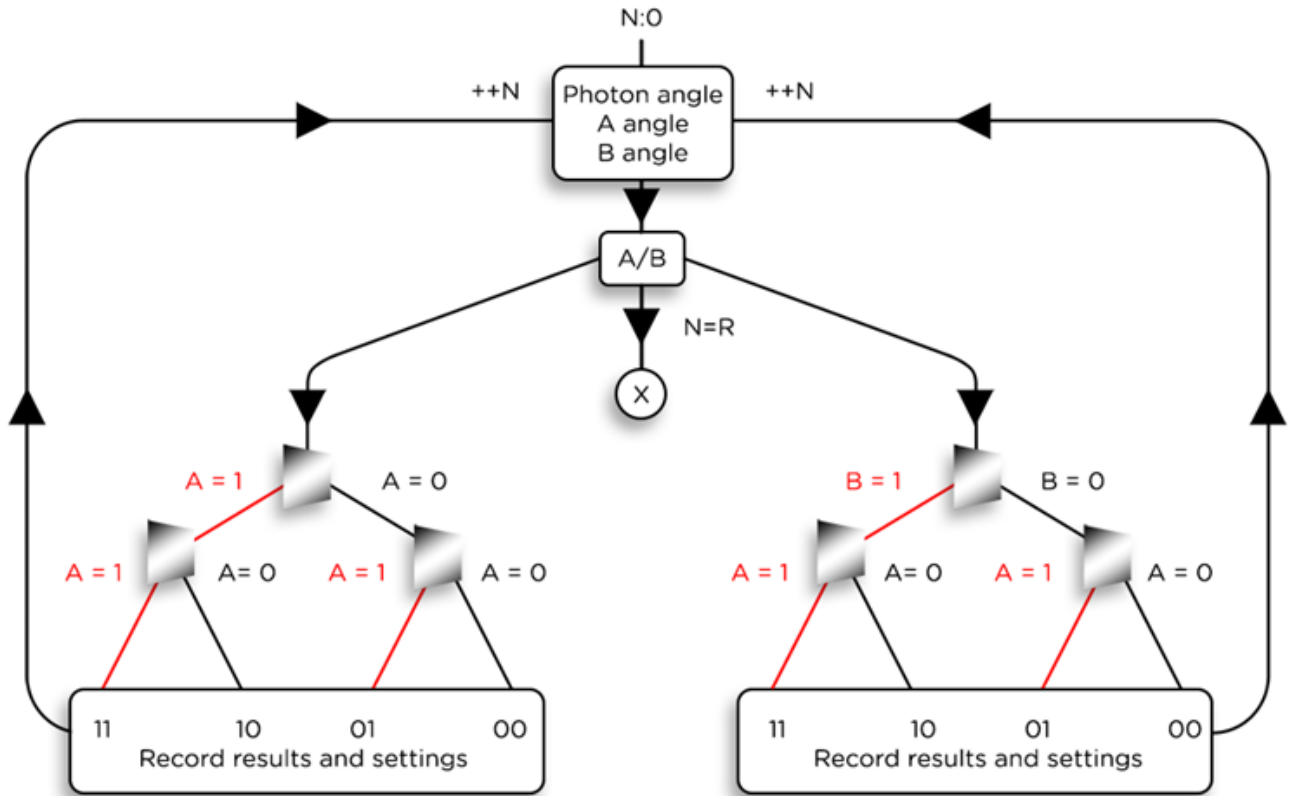 N:0
++N
Photon angle
A angle
B angle
++N
A/B
N=R
X
A = 1
A = 0
B = 1
B = 0
A = 1
A= 0
A = 1
A = 0
A = 1
A= 0
A = 1
A = 0
11 10 01 00
Record results and settings
11 10 01 00
Record results and settings